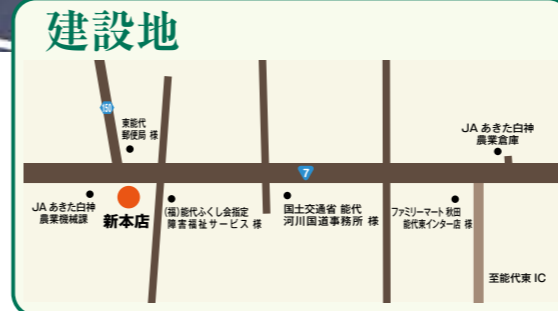 建設地
150
東能代
郵便局 様
JA あきた白神
農業倉庫
7
JA あきた白神
農業機械課
新本店
(福)能代ふくし会指定
障害福祉サービス 様
国土交通省 能代
河川国道事務所 様
ファミリーマート 秋田
能代東インター店 様
至能代東 IC